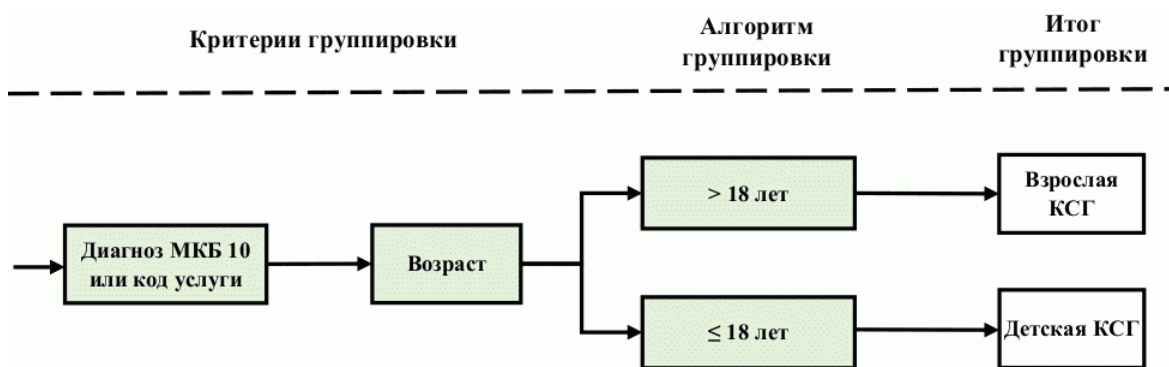 Критерии группировки
Алгоритм
группировки
Итог
группировки
Диагноз МКБ 10
или код услуги
Возраст
> 18 лет
Взрослая
КСГ
≤ 18 лет
Детская КСГ